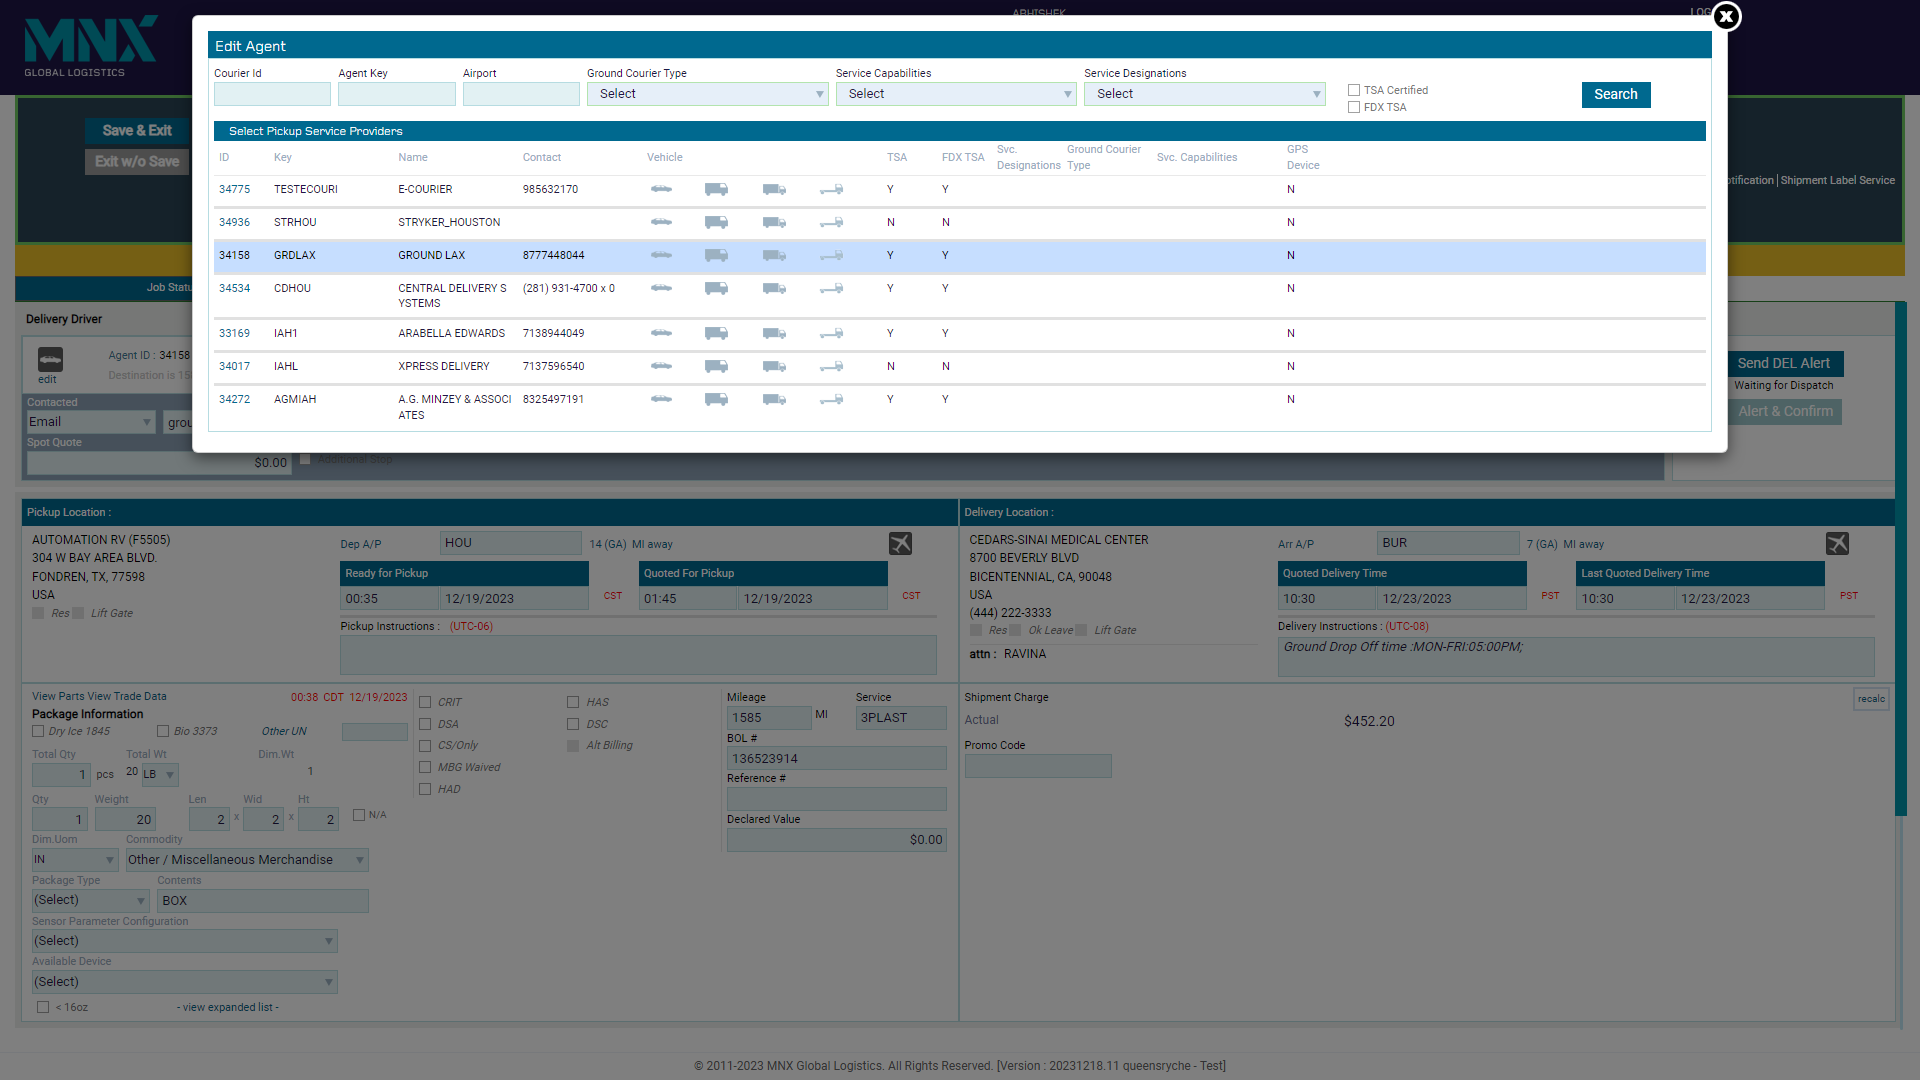 MNX
GLOBAL LOGISTICS
ABHISHEK
LOG
X
Edit Agent
Courier Id
Agent Key
Airport
Ground Courier Type
Service Capabilities
Service Designations
Select
Select
Select
TSA Certified
FDX TSA
Search
Select Pickup Service Providers
ID Key Name Contact Vehicle TSA FDX TSA Svc. Designations Ground Courier Type Svc. Capabilities GPS Device
34775 TESTECOURI E-COURIER 985632170 Y Y N
34936 STRHOU STRYKER_HOUSTON N N N
34158 GRDLAX GROUND LAX 8777448044 Y Y N
34534 CDHOU CENTRAL DELIVERY S (281) 931-4700 x 0 Y Y N
YSTEMS
33169 IAH1 ARABELLA EDWARDS 7138944049 Y Y N
34017 IAHL XPRESS DELIVERY 7137596540 N N N
34272 AGMIAH A.G. MINZEY & ASSOCI 8325497191 Y Y N
ATES
Save & Exit
Exit w/o Save
otification | Shipment Label Service
Job Statu
Delivery Driver
edit
Agent ID : 34158
Destination is 15
Contacted
Email
grou
Spot Quote
$0.00
Additional Stop
Send DEL Alert
Waiting for Dispatch
Alert & Confirm
Pickup Location :
AUTOMATION RV (F5505)
304 W BAY AREA BLVD.
FONDREN, TX, 77598
USA
Res Lift Gate
Dep A/P HOU 14 (GA) MI away
Ready for Pickup
00:35 12/19/2023 CST
Quoted For Pickup
01:45 12/19/2023 CST
Pickup Instructions : (UTC-06)
Delivery Location :
CEDARS-SINAI MEDICAL CENTER
8700 BEVERLY BLVD
BICENTENNIAL, CA, 90048
USA
(444) 222-3333
Res Ok Leave Lift Gate
attn : RAVINA
Arr A/P BUR 7 (GA) MI away
Quoted Delivery Time
10:30 12/23/2023 PST
Last Quoted Delivery Time
10:30 12/23/2023 PST
Delivery Instructions : (UTC-08)
Ground Drop Off time :MON-FRI:05:00PM;
View Parts View Trade Data 00:38 CDT 12/19/2023
Package Information
Dry Ice 1845 Bio 3373 Other UN
Total Qty Total Wt Dim.Wt
1 pcs 20 LB 1
Qty Weight Len Wid Ht
1 20 2 x 2 x 2 N/A
Dim.Uom Commodity
IN Other / Miscellaneous Merchandise
Package Type Contents
(Select) BOX
Sensor Parameter Configuration
(Select)
Available Device
(Select)
< 16oz - view expanded list -
CRIT HAS
DSA DSC
CS/Only Alt Billing
MBG Waived
HAD
Mileage Service
1585 MI 3PLAST
BOL #
136523914
Reference #
Declared Value
$0.00
Shipment Charge recalc
Actual $452.20
Promo Code
© 2011-2023 MNX Global Logistics. All Rights Reserved. [Version : 20231218.11 queensryche - Test]